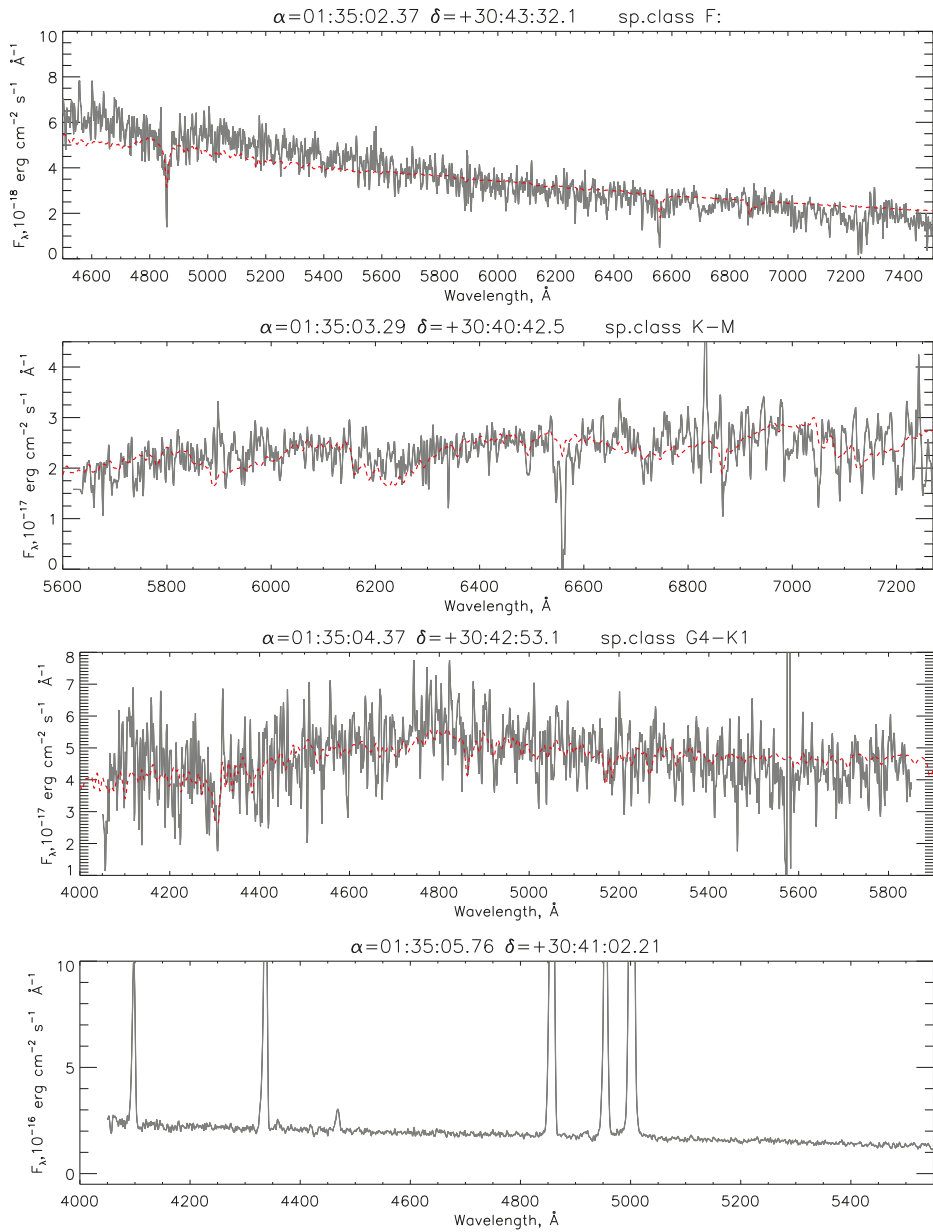 α=01:35:02.37 δ=+30:43:32.1 sp.class F:
10
8
6
4
2
0
F_λ,10⁻¹⁸ erg cm⁻² s⁻¹ Å⁻¹
4600 4800 5000 5200 5400 5600 5800 6000 6200 6400 6600 6800 7000 7200 7400
Wavelength, Å
α=01:35:03.29 δ=+30:40:42.5 sp.class K–M
4
3
2
1
0
F_λ,10⁻¹⁷ erg cm⁻² s⁻¹ Å⁻¹
5600 5800 6000 6200 6400 6600 6800 7000 7200
Wavelength, Å
α=01:35:04.37 δ=+30:42:53.1 sp.class G4–K1
8
7
6
5
4
3
2
1
F_λ,10⁻¹⁷ erg cm⁻² s⁻¹ Å⁻¹
4000 4200 4400 4600 4800 5000 5200 5400 5600 5800
Wavelength, Å
α=01:35:05.76 δ=+30:41:02.21
10
5
0
F_λ,10⁻¹⁶ erg cm⁻² s⁻¹ Å⁻¹
4000 4200 4400 4600 4800 5000 5200 5400
Wavelength, Å